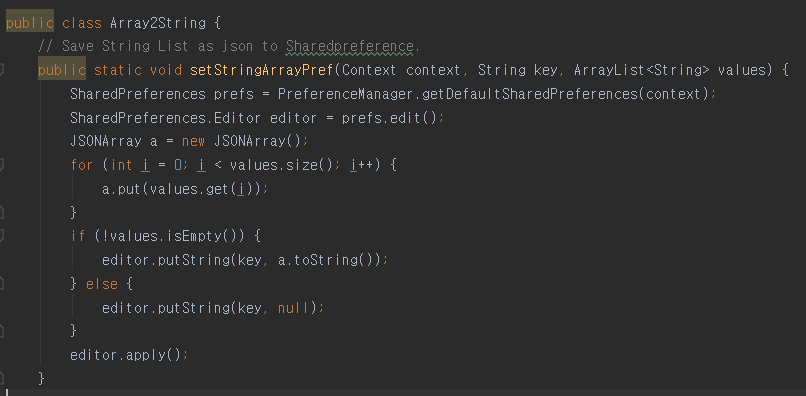 public class Array2String {
    // Save String List as json to Sharedpreference.
    public static void setStringArrayPref(Context context, String key, ArrayList<String> values) {
        SharedPreferences prefs = PreferenceManager.getDefaultSharedPreferences(context);
        SharedPreferences.Editor editor = prefs.edit();
        JSONArray a = new JSONArray();
        for (int i = 0; i < values.size(); i++) {
            a.put(values.get(i));
        }
        if (!values.isEmpty()) {
            editor.putString(key, a.toString());
        } else {
            editor.putString(key, null);
        }
        editor.apply();
    }